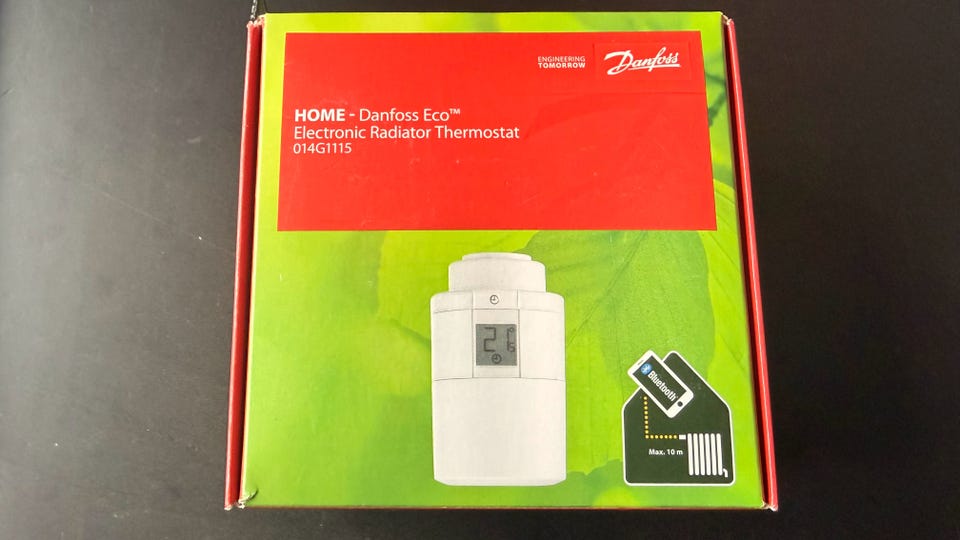 ENGINEERING
TOMORROW
Danfoss
HOME - Danfoss Eco™
Electronic Radiator Thermostat
014G1115
21°
Bluetooth®
Max. 10 m